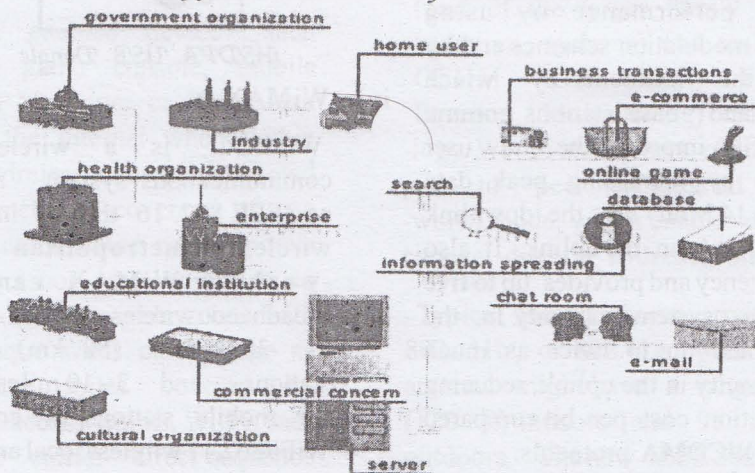 government organization
home user
business transactions
e-commerce
industry
online game
health organization
search
database
enterprise
information spreading
educational institution
chat room
e-mail
commercial concern
cultural organization
server